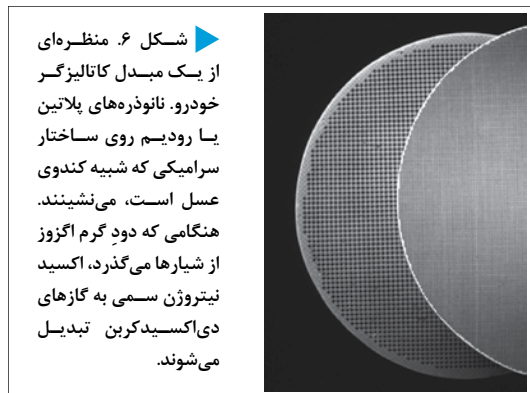 شکل ۶. منظره‌ای
از یک مبدل کاتالیزگر
خودرو. نانوذره‌های پلاتین
یا رودیم روی ساختار
سرامیکی که شبیه کندوی
عسل است، می‌نشینند.
هنگامی که دودِ گرم اگزوز
از شیارها می‌گذرد، اکسید
نیتروژن سمی به گازهای
دی‌اکسیدکربن تبدیل
می‌شوند.